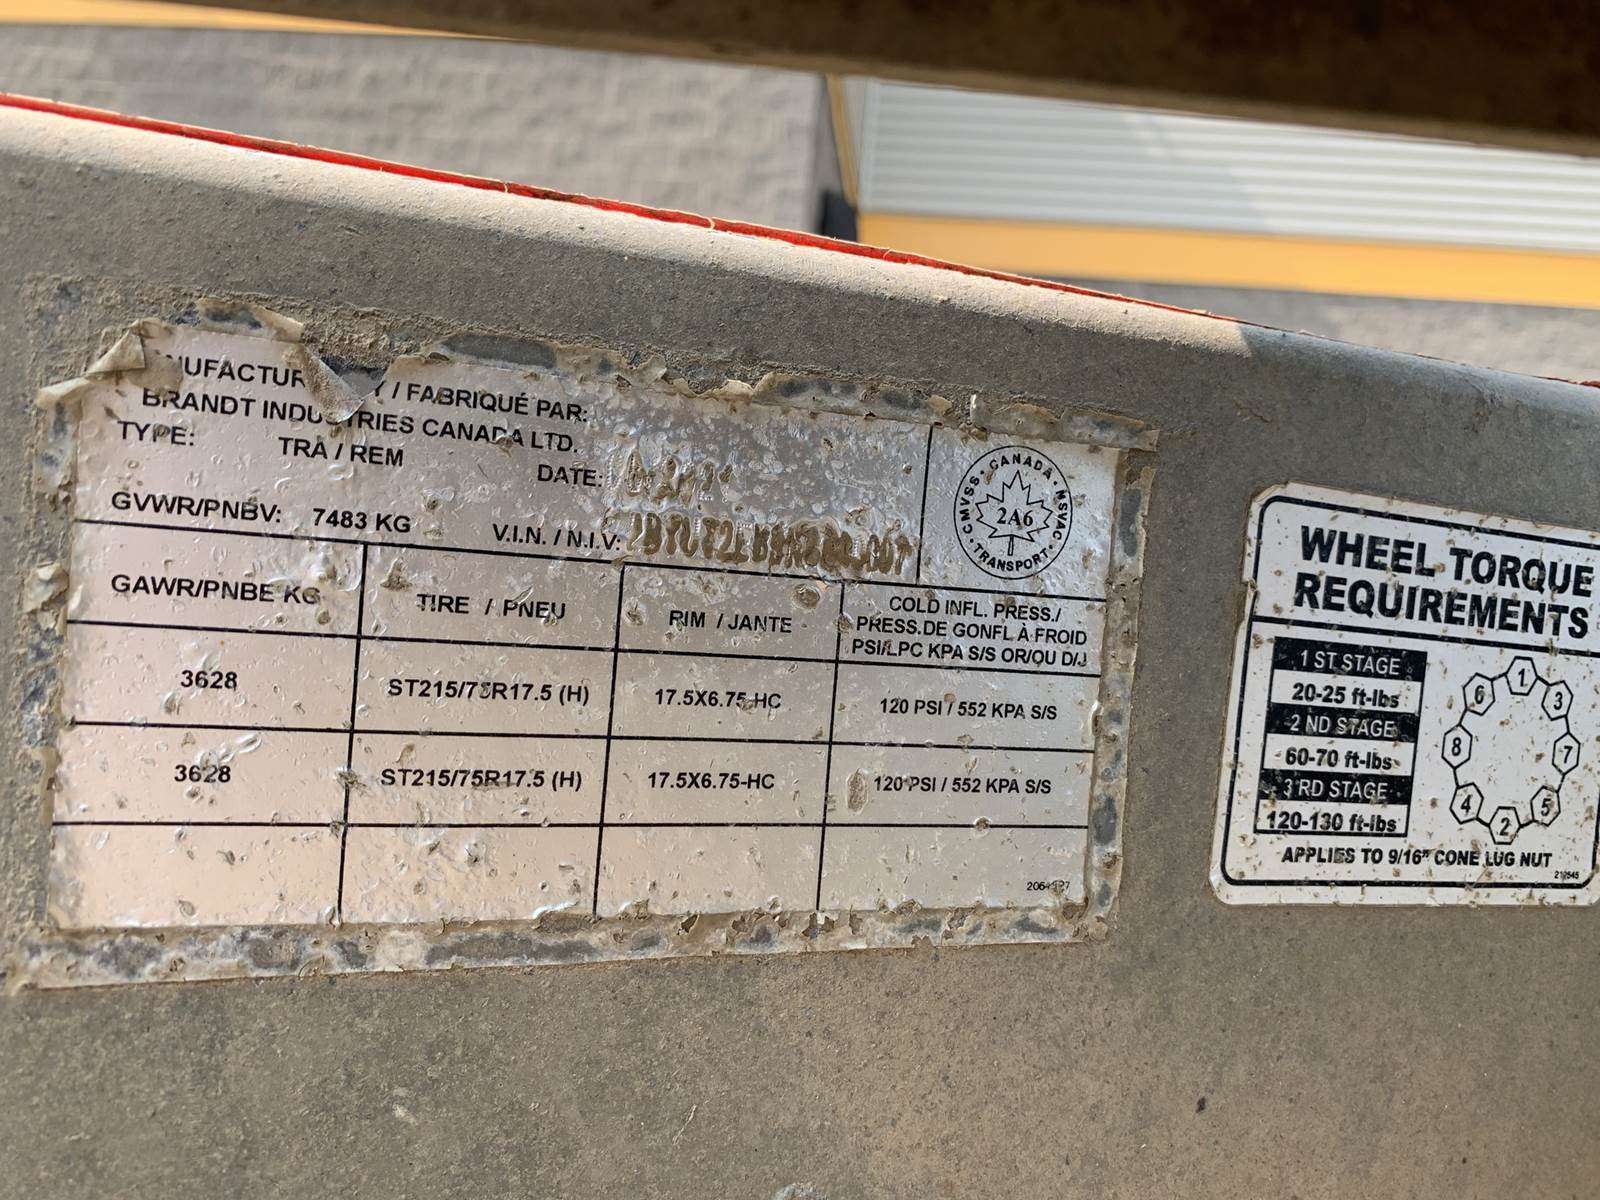 / FABRIQUÉ PAR:
BRANDT INDUSTRIES CANADA LTD.
TYPE: TRA / REM
DATE:
GVWR/PNBV: 7483 KG
V.I.N. / N.I.V.:
CANADA · NSVAC · TRANSPORT · CMVSS ·
2A6
GAWR/PNBE KG TIRE / PNEU RIM / JANTE
COLD INFL. PRESS./
PRESS.DE GONFL À FROID
PSI/LPC KPA S/S OR/OU D/J
3628 ST215/75R17.5 (H) 17.5X6.75-HC 120 PSI / 552 KPA S/S
3628 ST215/75R17.5 (H) 17.5X6.75-HC 120 PSI / 552 KPA S/S
WHEEL TORQUE
REQUIREMENTS
1 ST STAGE
20-25 ft-lbs
2 ND STAGE
60-70 ft-lbs
3 RD STAGE
120-130 ft-lbs
1
6 3
8 7
4 5
2
APPLIES TO 9/16" CONE LUG NUT